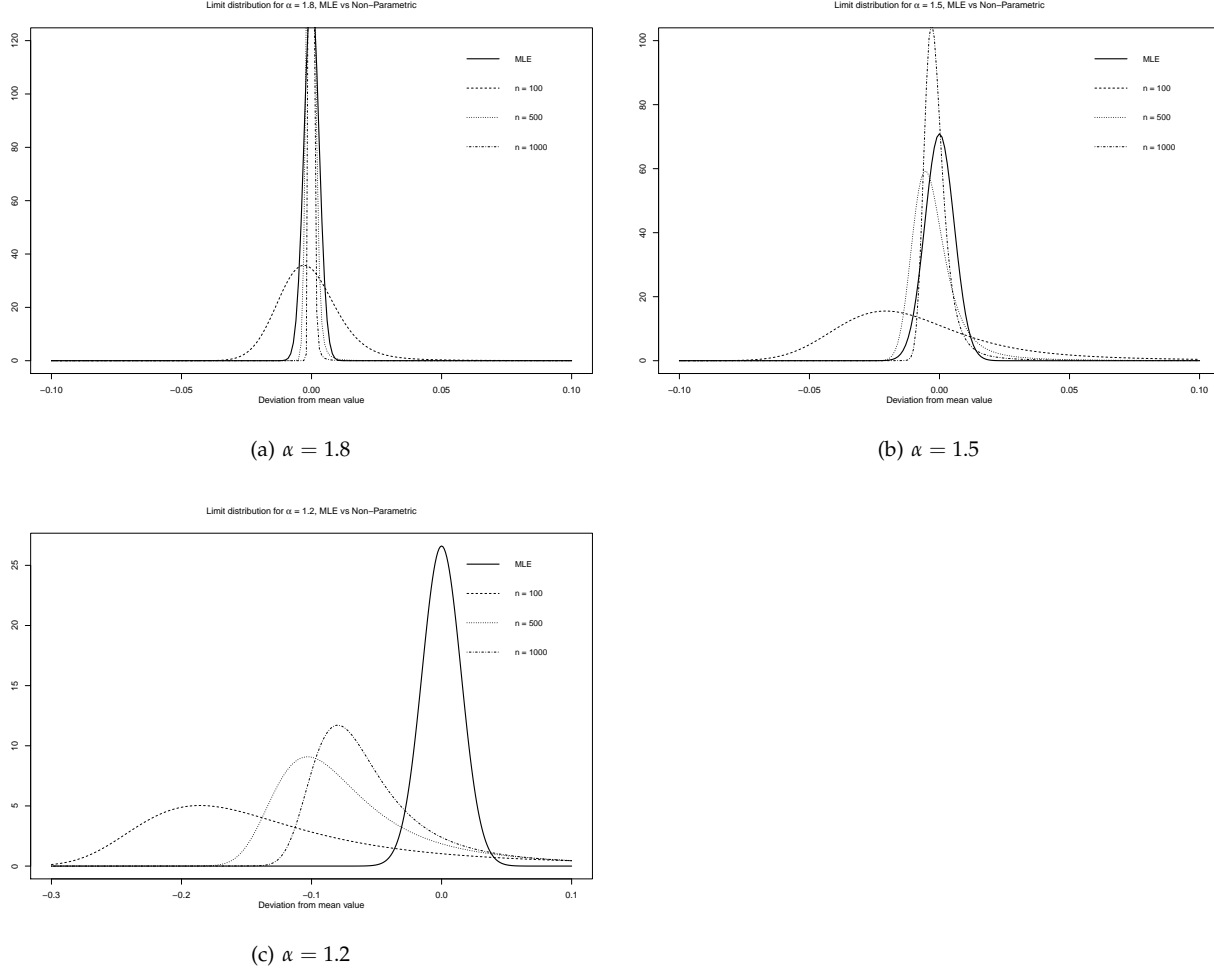 Limit distribution for α = 1.8, MLE vs Non−Parametric
120
100
80
60
40
20
0
MLE
n = 100
n = 500
n = 1000
−0.10
−0.05
0.00
0.05
0.10
Deviation from mean value
(a) α = 1.8
Limit distribution for α = 1.5, MLE vs Non−Parametric
100
80
60
40
20
0
MLE
n = 100
n = 500
n = 1000
−0.10
−0.05
0.00
0.05
0.10
Deviation from mean value
(b) α = 1.5
Limit distribution for α = 1.2, MLE vs Non−Parametric
25
20
15
10
5
0
MLE
n = 100
n = 500
n = 1000
−0.3
−0.2
−0.1
0.0
0.1
Deviation from mean value
(c) α = 1.2